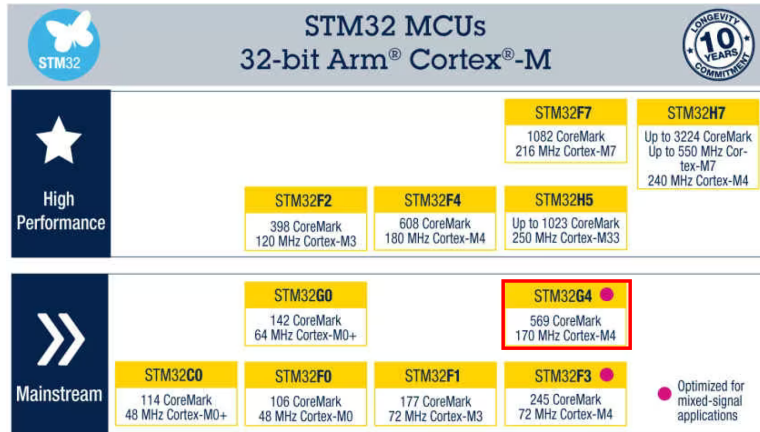 STM32
STM32 MCUs
32-bit Arm® Cortex®-M
LONGEVITY
10
YEARS
COMMITMENT
High
Performance
STM32F7
1082 CoreMark
216 MHz Cortex-M7
STM32H7
Up to 3224 CoreMark
Up to 550 MHz Cor-
tex-M7
240 MHz Cortex-M4
STM32F2
398 CoreMark
120 MHz Cortex-M3
STM32F4
608 CoreMark
180 MHz Cortex-M4
STM32H5
Up to 1023 CoreMark
250 MHz Cortex-M33
Mainstream
STM32G0
142 CoreMark
64 MHz Cortex-M0+
STM32G4
569 CoreMark
170 MHz Cortex-M4
STM32C0
114 CoreMark
48 MHz Cortex-M0+
STM32F0
106 CoreMark
48 MHz Cortex-M0
STM32F1
177 CoreMark
72 MHz Cortex-M3
STM32F3
245 CoreMark
72 MHz Cortex-M4
Optimized for
mixed-signal
applications